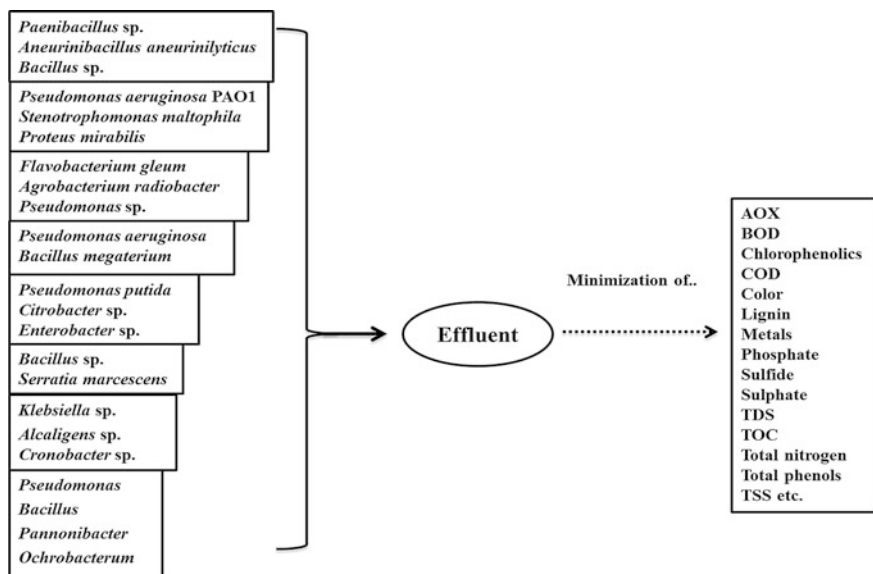 Paenibacillus sp.
Aneurinibacillus aneurinilyticus
Bacillus sp.
Pseudomonas aeruginosa PAO1
Stenotrophomonas maltophila
Proteus mirabilis
Flavobacterium gleum
Agrobacterium radiobacter
Pseudomonas sp.
Pseudomonas aeruginosa
Bacillus megaterium
Pseudomonas putida
Citrobacter sp.
Enterobacter sp.
Bacillus sp.
Serratia marcescens
Klebsiella sp.
Alcaligens sp.
Cronobacter sp.
Pseudomonas
Bacillus
Pannonibacter
Ochrobacterum
Effluent
Minimization of..
AOX
BOD
Chlorophenolics
COD
Color
Lignin
Metals
Phosphate
Sulfide
Sulphate
TDS
TOC
Total nitrogen
Total phenols
TSS etc.